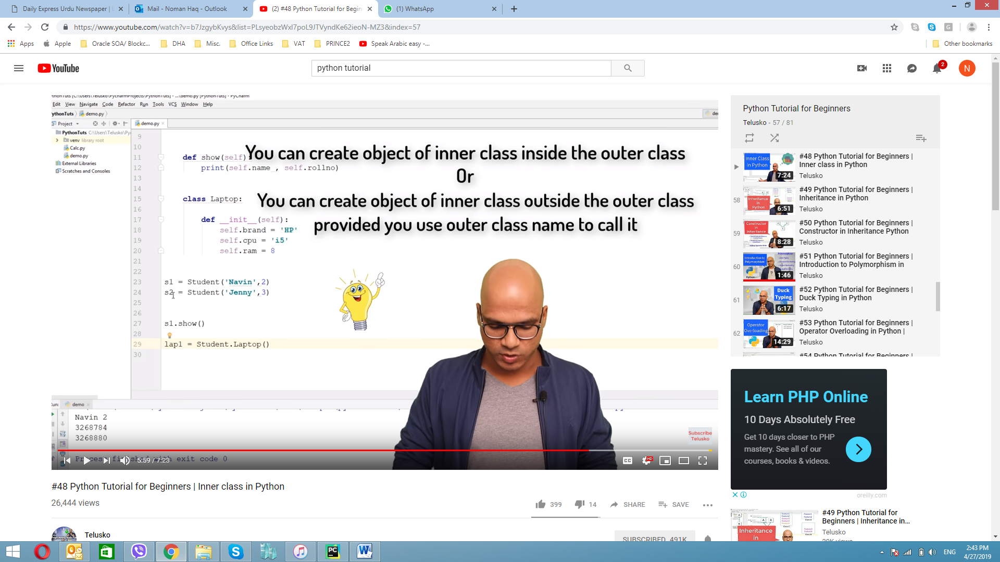 Daily Express Urdu Newspaper |
Mail - Noman Haq - Outlook
(2) #48 Python Tutorial for Begin
(1) WhatsApp
https://www.youtube.com/watch?v=b7JzgybKvys&list=PLsyeobzWxl7poL9JTVyndKe62ieoN-MZ3&index=57
Apps
Apple
Oracle SOA/ Blockc...
DHA
Misc.
Office Links
VAT
PRINCE2
Speak Arabic easy -...
Other bookmarks
YouTube
python tutorial
2
N
Edit View Navigate Code Refactor Run Tools VCS Window Help
ythonTuts demo.py
Project
demo.py
PythonTuts C:\Users\Telusko\Py
venv library root
Calc.py
demo.py
External Libraries
Scratches and Consoles
9
10
11 def show(self):
12 print(self.name , self.rollno)
13
14
15 class Laptop:
16
17 def __init__(self):
18 self.brand = 'HP'
19 self.cpu = 'i5'
20 self.ram = 8
21
22
23 s1 = Student('Navin',2)
24 s2 = Student('Jenny',3)
25
26
27 s1.show()
28
29 lap1 = Student.Laptop()
30
You can create object of inner class inside the outer class
Or
You can create object of inner class outside the outer class
provided you use outer class name to call it
demo
Navin 2
3268784
3268880
Process finished with exit code 0
Subscribe
Telusko
5:59 / 7:23
CC
HD
#48 Python Tutorial for Beginners | Inner class in Python
26,444 views
399
14
SHARE
SAVE
Telusko
SUBSCRIBED 491K
Python Tutorial for Beginners
Telusko - 57 / 81
Inner Class
in Python
7:24
#48 Python Tutorial for Beginners |
Inner class in Python
Telusko
58
Inheritance
in
Python
6:51
#49 Python Tutorial for Beginners |
Inheritance in Python
Telusko
59
Constructor in
Inheritance
8:28
#50 Python Tutorial for Beginners |
Constructor in Inheritance Python
Telusko
60
Introduction to
Polymorphism
Python
1:46
#51 Python Tutorial for Beginners |
Introduction to Polymorphism in
Telusko
61
Duck
Typing
6:17
#52 Python Tutorial for Beginners |
Duck Typing in Python
Telusko
62
Operator
Overloading
14:29
#53 Python Tutorial for Beginners |
Operator Overloading in Python |
Telusko
#54 Python Tutorial for Beginners |
Learn PHP Online
10 Days Absolutely Free
Get 10 days closer to PHP
mastery. See all of our
courses, books & videos.
oreilly.com
Inheritance
in
#49 Python Tutorial for
Beginners | Inheritance in...
Telusko
ENG
2:43 PM
4/27/2019